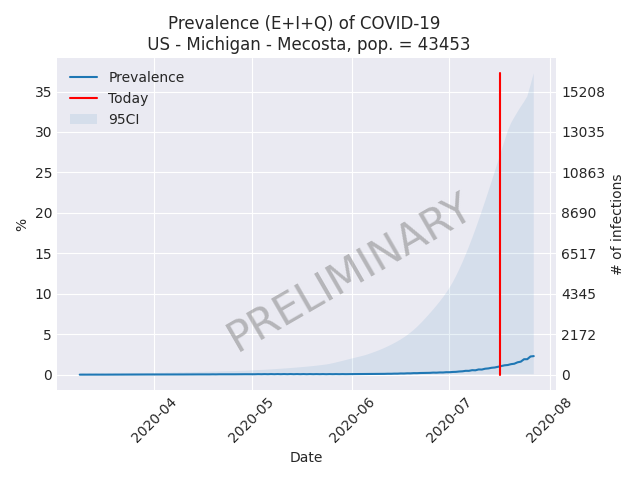 Prevalence (E+I+Q) of COVID-19
US - Michigan - Mecosta, pop. = 43453
Prevalence
Today
95CI
35
30
25
20
15
10
5
0
%
15208
13035
10863
8690
6517
4345
2172
0
# of infections
PRELIMINARY
2020-04
2020-05
2020-06
2020-07
2020-08
Date